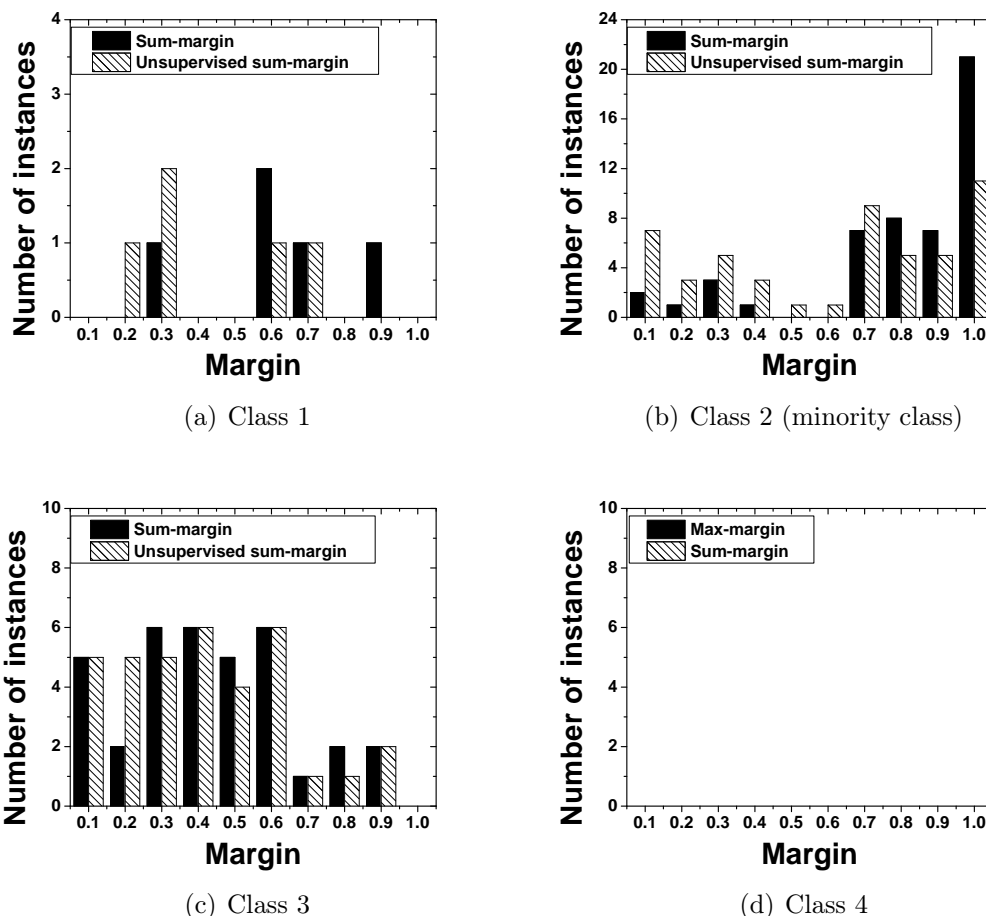 4
3
2
1
0
Number of instances
Sum-margin
Unsupervised sum-margin
0.1 0.2 0.3 0.4 0.5 0.6 0.7 0.8 0.9 1.0
Margin
(a) Class 1
24
20
16
12
8
4
0
Number of instances
Sum-margin
Unsupervised sum-margin
0.1 0.2 0.3 0.4 0.5 0.6 0.7 0.8 0.9 1.0
Margin
(b) Class 2 (minority class)
10
8
6
4
2
0
Number of instances
Sum-margin
Unsupervised sum-margin
0.1 0.2 0.3 0.4 0.5 0.6 0.7 0.8 0.9 1.0
Margin
(c) Class 3
10
8
6
4
2
0
Number of instances
Max-margin
Sum-margin
0.1 0.2 0.3 0.4 0.5 0.6 0.7 0.8 0.9 1.0
Margin
(d) Class 4